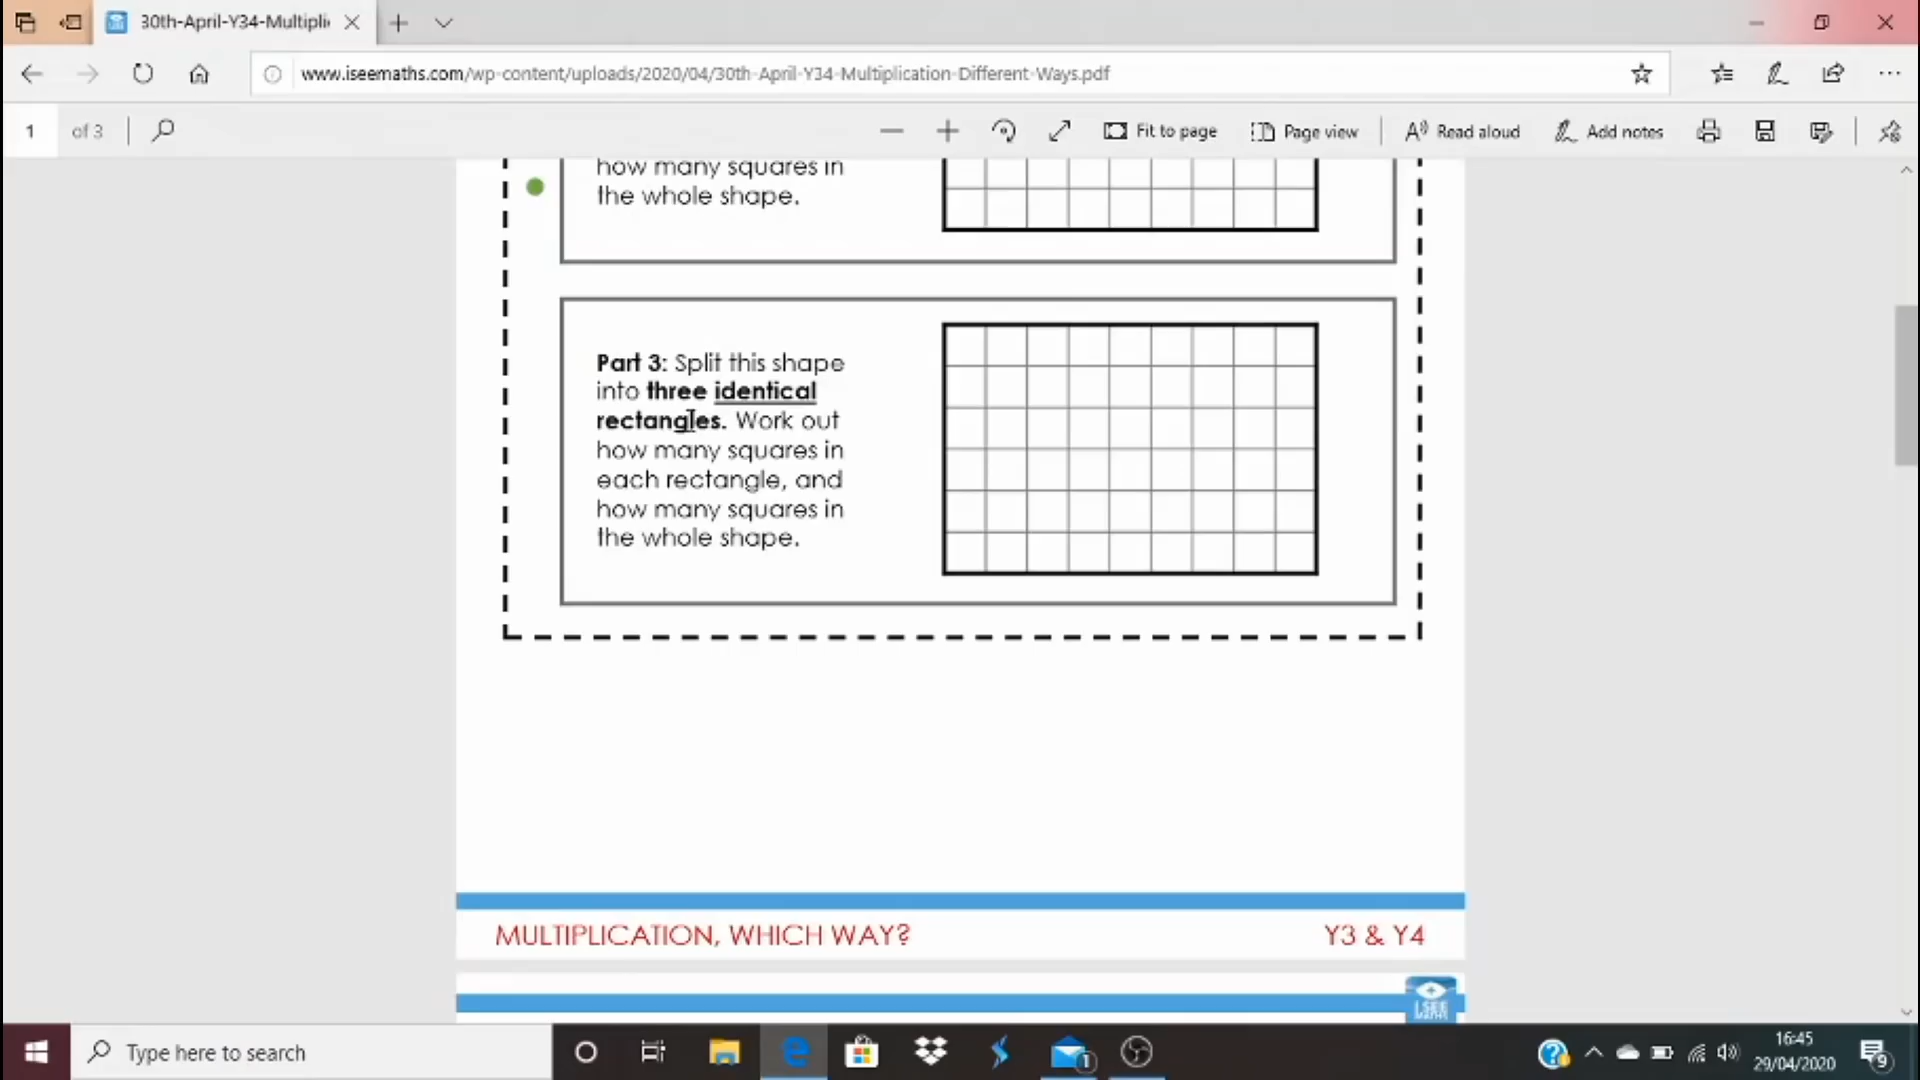 30th-April-Y34-Multipli
www.iseemaths.com/wp-content/uploads/2020/04/30th-April-Y34-Multiplication-Different-Ways.pdf
1 of 3
Fit to page
Page view
Read aloud
Add notes
how many squares in
the whole shape.
Part 3: Split this shape
into three identical
rectangles. Work out
how many squares in
each rectangle, and
how many squares in
the whole shape.
MULTIPLICATION, WHICH WAY?
Y3 & Y4
I SEE
Type here to search
1
16:45
29/04/2020
9